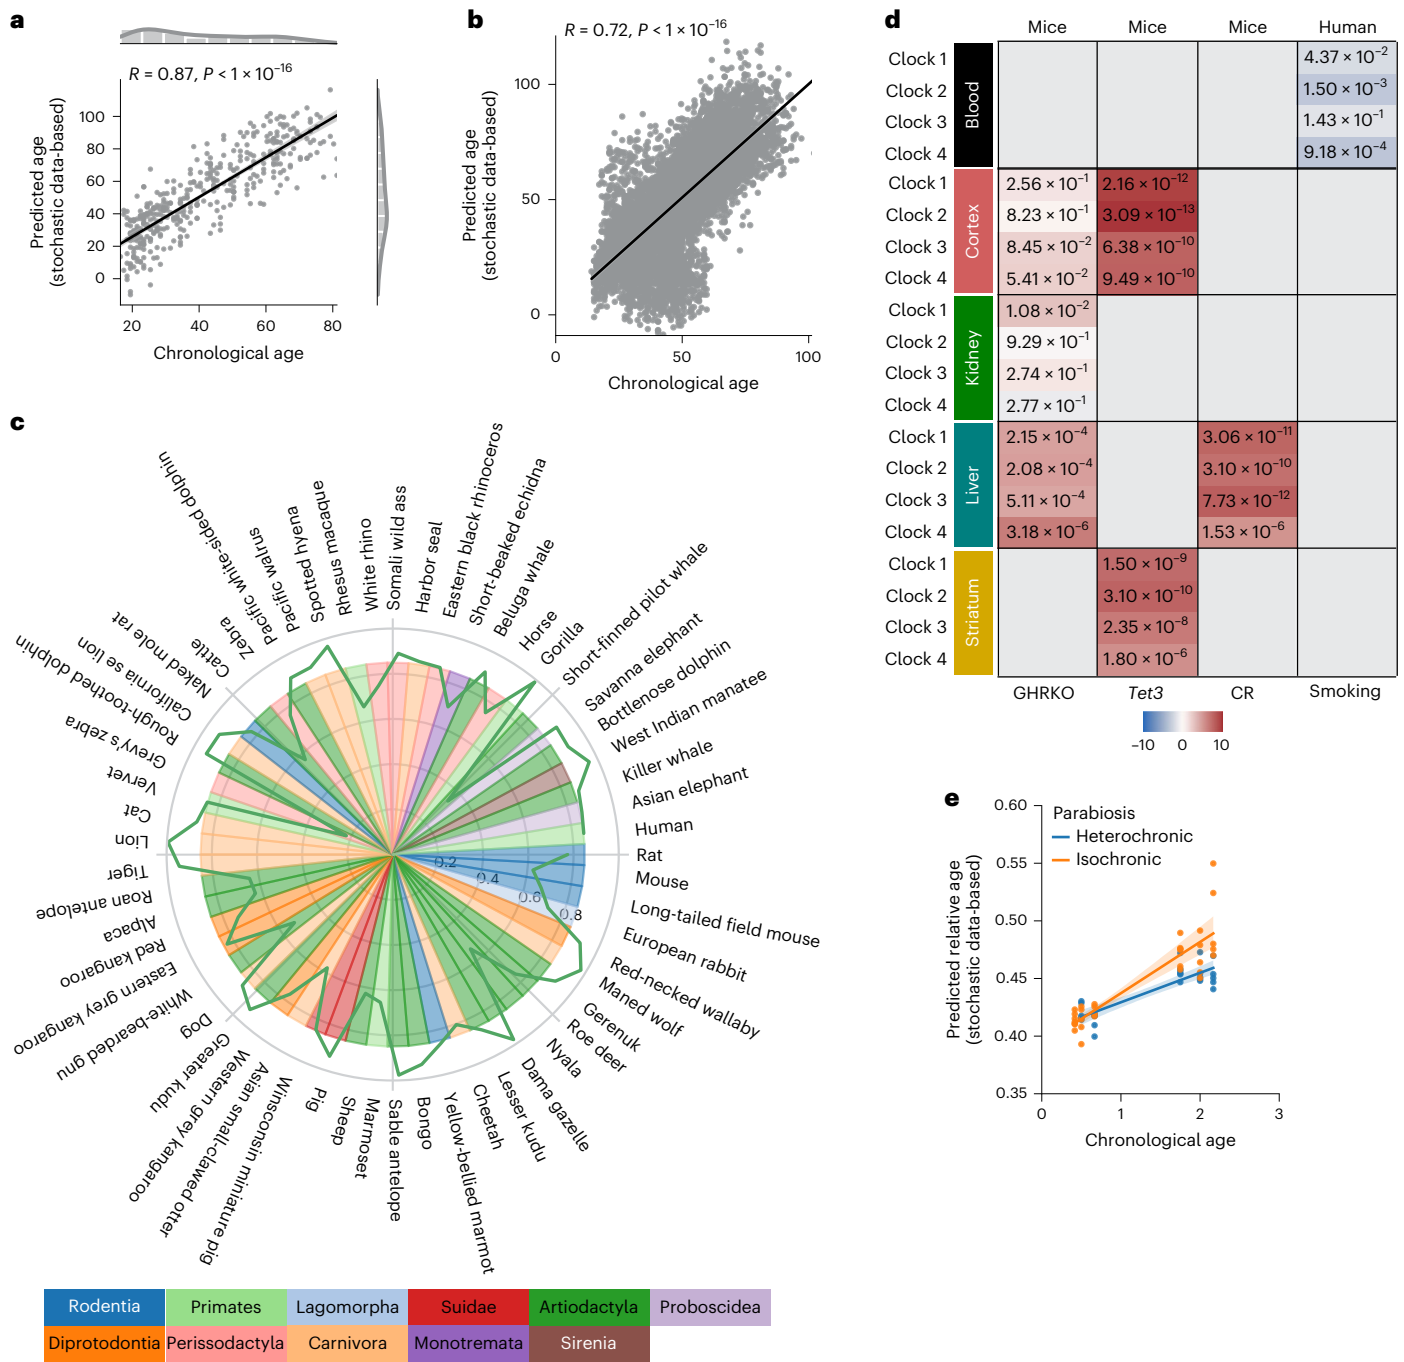 a
R = 0.87, P < 1 × 10⁻¹⁶
Predicted age
(stochastic data-based)
100
80
60
40
20
0
20 40 60 80
Chronological age
b
R = 0.72, P < 1 × 10⁻¹⁶
Predicted age
(stochastic data-based)
100
50
0
0 50 100
Chronological age
c
Somali wild ass
Harbor seal
Eastern black rhinoceros
Short-beaked echidna
Beluga whale
Horse
Gorilla
Short-finned pilot whale
Savanna elephant
Bottlenose dolphin
West Indian manatee
Killer whale
Asian elephant
Human
Rat
Mouse
Long-tailed field mouse
European rabbit
Red-necked wallaby
Maned wolf
Gerenuk
Roe deer
Nyala
Dama gazelle
Lesser kudu
Cheetah
Yellow-bellied marmot
Bongo
Sable antelope
Marmoset
Sheep
Pig
Winsconsin miniature pig
Asian small-clawed otter
Western grey kangaroo
Greater kudu
Dog
White-bearded gnu
Eastern grey kangaroo
Red kangaroo
Alpaca
Roan antelope
Tiger
Lion
Cat
Vervet
Grevy's zebra
Rough-toothed dolphin
California se lion
Naked mole rat
Cattle
Zebra
Pacific white-sided dolphin
Pacific walrus
Spotted hyena
Rhesus macaque
White rhino
0.2
0.4
0.6
0.8
Rodentia Primates Lagomorpha Suidae Artiodactyla Proboscidea
Diprotodontia Perissodactyla Carnivora Monotremata Sirenia
d
Mice Mice Mice Human
Blood
Clock 1 4.37 × 10⁻²
Clock 2 1.50 × 10⁻³
Clock 3 1.43 × 10⁻¹
Clock 4 9.18 × 10⁻⁴
Cortex
Clock 1 2.56 × 10⁻¹ 2.16 × 10⁻¹²
Clock 2 8.23 × 10⁻¹ 3.09 × 10⁻¹³
Clock 3 8.45 × 10⁻² 6.38 × 10⁻¹⁰
Clock 4 5.41 × 10⁻² 9.49 × 10⁻¹⁰
Kidney
Clock 1 1.08 × 10⁻²
Clock 2 9.29 × 10⁻¹
Clock 3 2.74 × 10⁻¹
Clock 4 2.77 × 10⁻¹
Liver
Clock 1 2.15 × 10⁻⁴ 3.06 × 10⁻¹¹
Clock 2 2.08 × 10⁻⁴ 3.10 × 10⁻¹⁰
Clock 3 5.11 × 10⁻⁴ 7.73 × 10⁻¹²
Clock 4 3.18 × 10⁻⁶ 1.53 × 10⁻⁶
Striatum
Clock 1 1.50 × 10⁻⁹
Clock 2 3.10 × 10⁻¹⁰
Clock 3 2.35 × 10⁻⁸
Clock 4 1.80 × 10⁻⁶
GHRKO Tet3 CR Smoking
−10 0 10
e
Parabiosis
Heterochronic
Isochronic
Predicted relative age
(stochastic data-based)
0.60
0.55
0.50
0.45
0.40
0.35
0 1 2 3
Chronological age